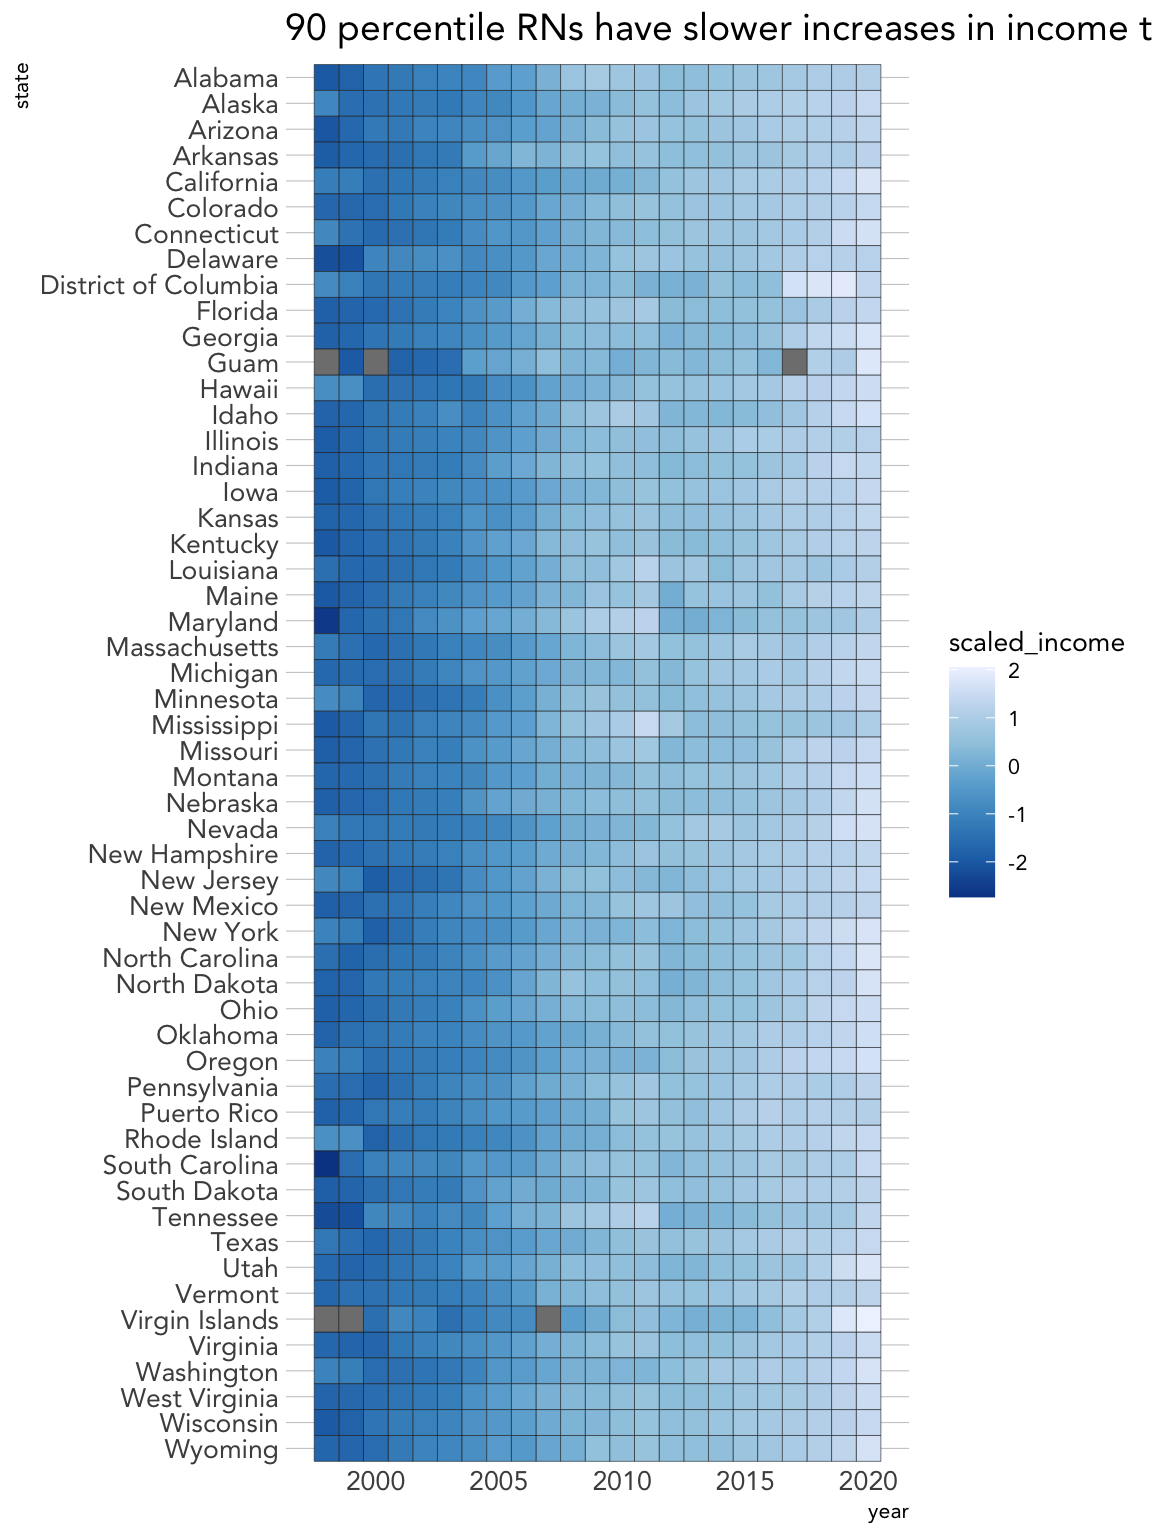 90 percentile RNs have slower increases in income t
state
Alabama
Alaska
Arizona
Arkansas
California
Colorado
Connecticut
Delaware
District of Columbia
Florida
Georgia
Guam
Hawaii
Idaho
Illinois
Indiana
Iowa
Kansas
Kentucky
Louisiana
Maine
Maryland
Massachusetts
Michigan
Minnesota
Mississippi
Missouri
Montana
Nebraska
Nevada
New Hampshire
New Jersey
New Mexico
New York
North Carolina
North Dakota
Ohio
Oklahoma
Oregon
Pennsylvania
Puerto Rico
Rhode Island
South Carolina
South Dakota
Tennessee
Texas
Utah
Vermont
Virgin Islands
Virginia
Washington
West Virginia
Wisconsin
Wyoming
2000 2005 2010 2015 2020
year
scaled_income
2
1
0
-1
-2